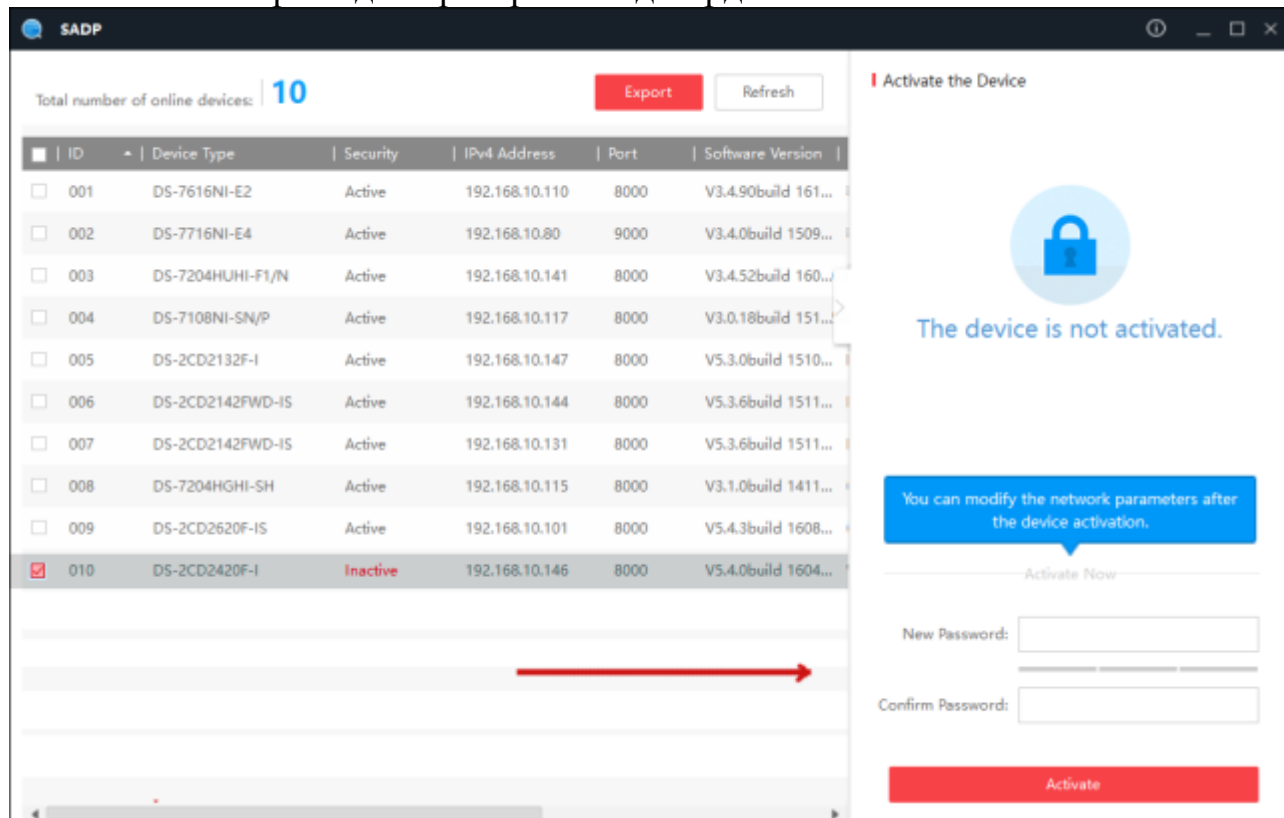 SADP
Total number of online devices: 10
Export
Refresh
ID | Device Type | Security | IPv4 Address | Port | Software Version |
001 DS-7616NI-E2 Active 192.168.10.110 8000 V3.4.90build 161...
002 DS-7716NI-E4 Active 192.168.10.80 9000 V3.4.0build 1509...
003 DS-7204HUHI-F1/N Active 192.168.10.141 8000 V3.4.52build 160...
004 DS-7108NI-SN/P Active 192.168.10.117 8000 V3.0.18build 151...
005 DS-2CD2132F-I Active 192.168.10.147 8000 V5.3.0build 1510...
006 DS-2CD2142FWD-IS Active 192.168.10.144 8000 V5.3.6build 1511...
007 DS-2CD2142FWD-IS Active 192.168.10.131 8000 V5.3.6build 1511...
008 DS-7204HGHI-SH Active 192.168.10.115 8000 V3.1.0build 1411...
009 DS-2CD2620F-IS Active 192.168.10.101 8000 V5.4.3build 1608...
010 DS-2CD2420F-I Inactive 192.168.10.146 8000 V5.4.0build 1604...
Activate the Device
The device is not activated.
You can modify the network parameters after
the device activation.
Activate Now
New Password:
Confirm Password:
Activate